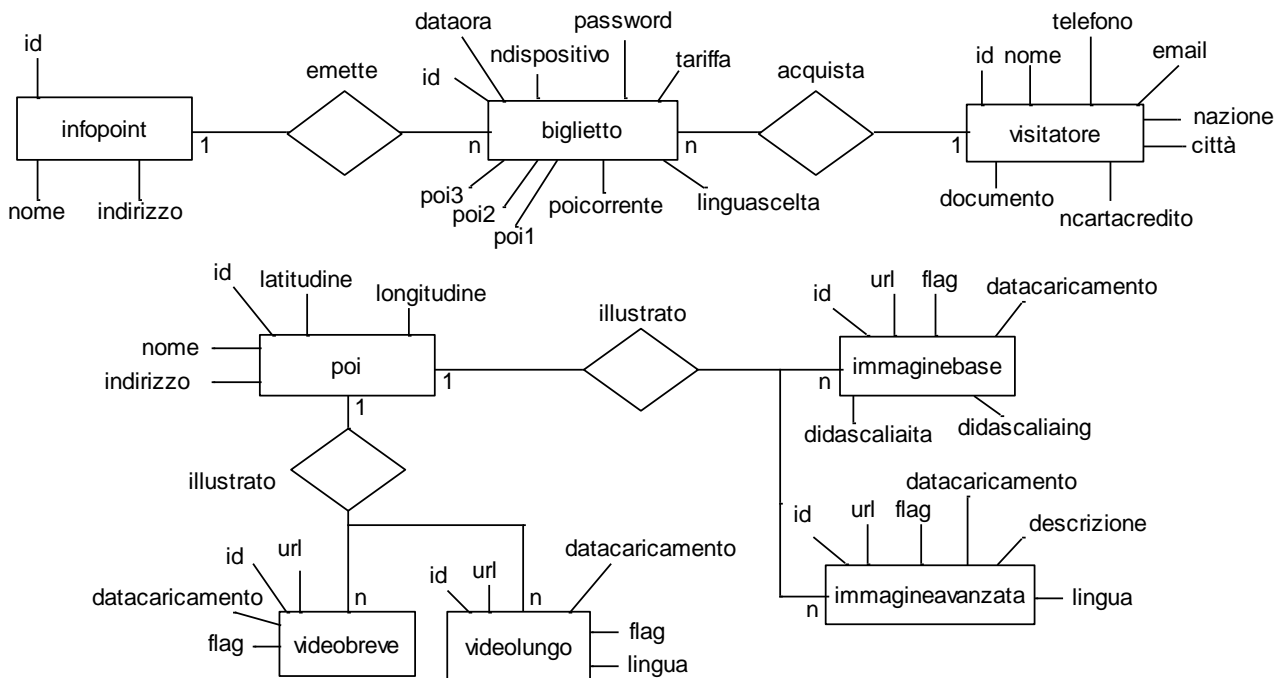 telefono
dataora password
id ndispositivo id nome email
emette id tariffa acquista
infopoint biglietto visitatore nazione
1 n n 1 città
nome indirizzo poi3 poi2 poi1 poicorrente linguascelta documento ncartacredito
id latitudine longitudine illustrato id url flag datacaricamento
nome
indirizzo poi 1 n immaginebase
1 didascaliaita didascaliaing
illustrato datacaricamento
id url flag descrizione
id url datacaricamento
datacaricamento n id url n n immagineavanzata lingua
flag videobreve videolungo flag
lingua